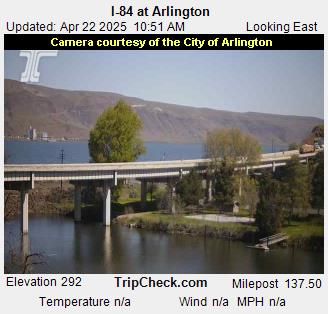 I-84 at Arlington
Updated: Apr 22 2025 10:51 AM Looking East
Camera courtesy of the City of Arlington
Elevation 292 TripCheck.com Milepost 137.50
Temperature n/a Wind n/a MPH n/a